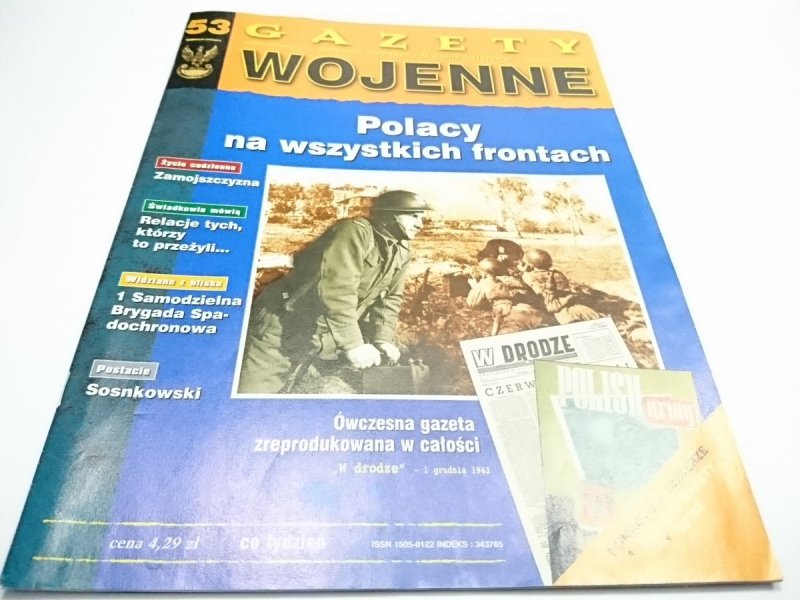 53
GAZETY
WOJENNE
Polacy
na wszystkich frontach
Życie codzienne
Zamojszczyzna
Świadkowie mówią
Relacje tych,
którzy
to przeżyli...
Widziane z bliska
1 Samodzielna
Brygada Spa-
dochronowa
Postacie
Sosnkowski
W DRODZE
CZERW
POLISH
ARMY
Ówczesna gazeta
zreprodukowana w całości
„W drodze" - 1 grudnia 1943
cena 4,29 zł
co tydzień
ISSN 1505-0122 INDEKS : 343765